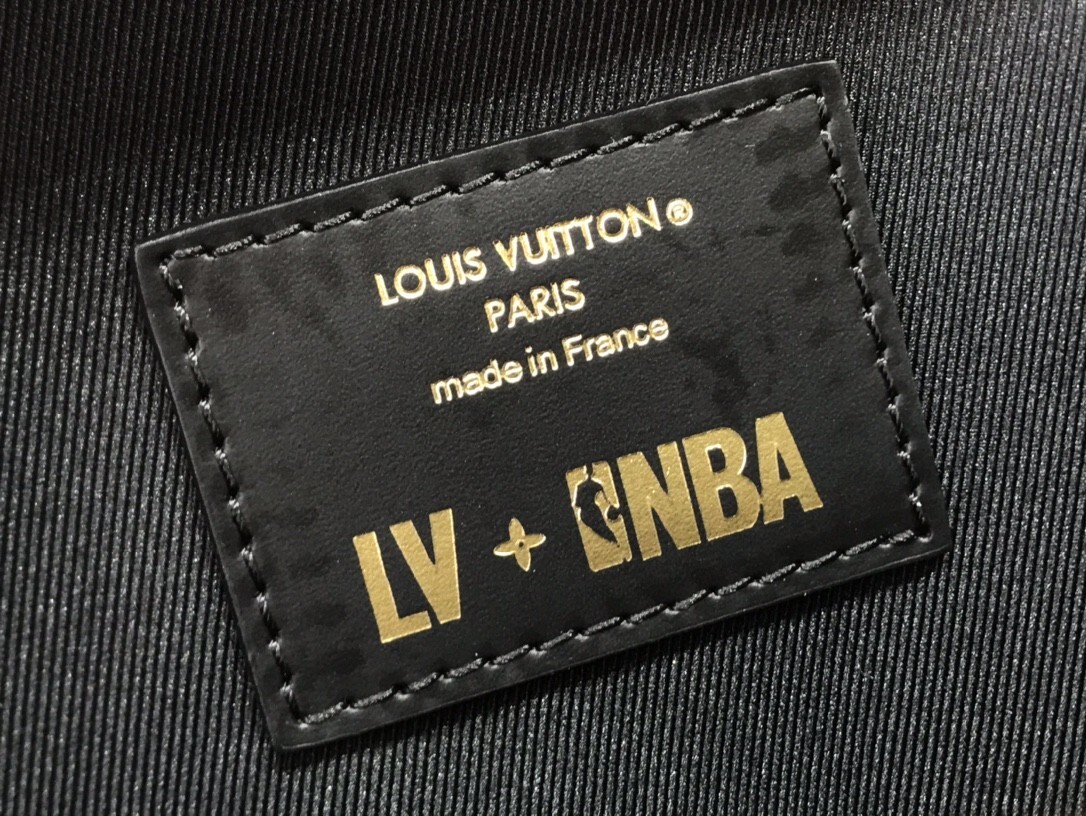 LOUIS VUITTON®
PARIS
made in France
LV + NBA